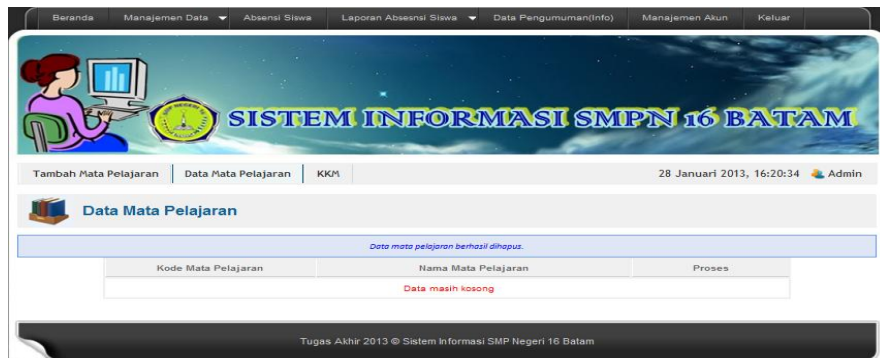 Beranda Manajemen Data Absensi Siswa Laporan Absesnsi Siswa Data Pengumuman(Info) Manajemen Akun Keluar
SISTEM INFORMASI SMPN 16 BATAM
Tambah Mata Pelajaran Data Mata Pelajaran KKM 28 Januari 2013, 16:20:34 Admin
Data Mata Pelajaran
Data mata pelajaran berhasil dihapus.
Kode Mata Pelajaran Nama Mata Pelajaran Proses
Data masih kosong
Tugas Akhir 2013 © Sistem Informasi SMP Negeri 16 Batam